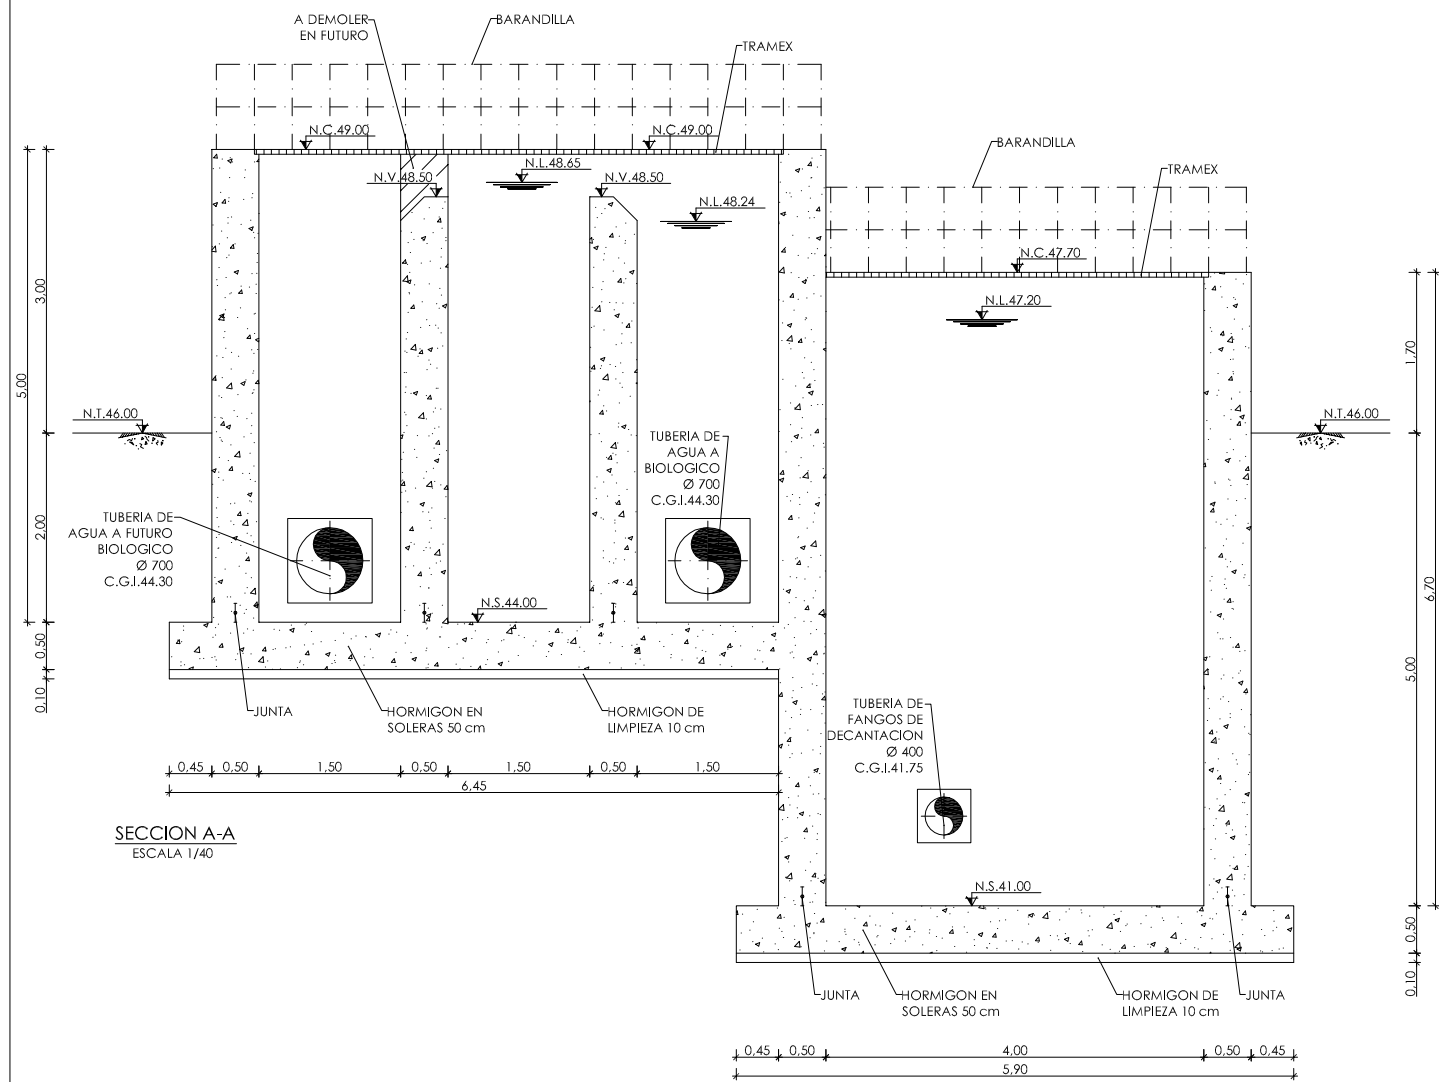 A DEMOLER
EN FUTURO
BARANDILLA
TRAMEX
N.C.49.00
N.C.49.00
BARANDILLA
N.L.48.65
N.V.48.50
N.V.48.50
TRAMEX
N.L.48.24
N.C.47.70
N.L.47.20
3,00
5,00
1,70
N.T.46.00
N.T.46.00
TUBERIA DE
AGUA A
BIOLOGICO
Ø 700
C.G.I.44.30
TUBERIA DE
AGUA A FUTURO
BIOLOGICO
Ø 700
C.G.I.44.30
2,00
6,70
N.S.44.00
0,50
0,10
5,00
JUNTA
HORMIGON EN
SOLERAS 50 cm
HORMIGON DE
LIMPIEZA 10 cm
TUBERIA DE
FANGOS DE
DECANTACION
Ø 400
C.G.I.41.75
0,45 0,50 1,50 0,50 1,50 0,50 1,50
6,45
SECCION A-A
ESCALA 1/40
N.S.41.00
0,50
0,10
JUNTA
HORMIGON EN
SOLERAS 50 cm
HORMIGON DE
LIMPIEZA 10 cm
JUNTA
0,45 0,50 4,00 0,50 0,45
5,90